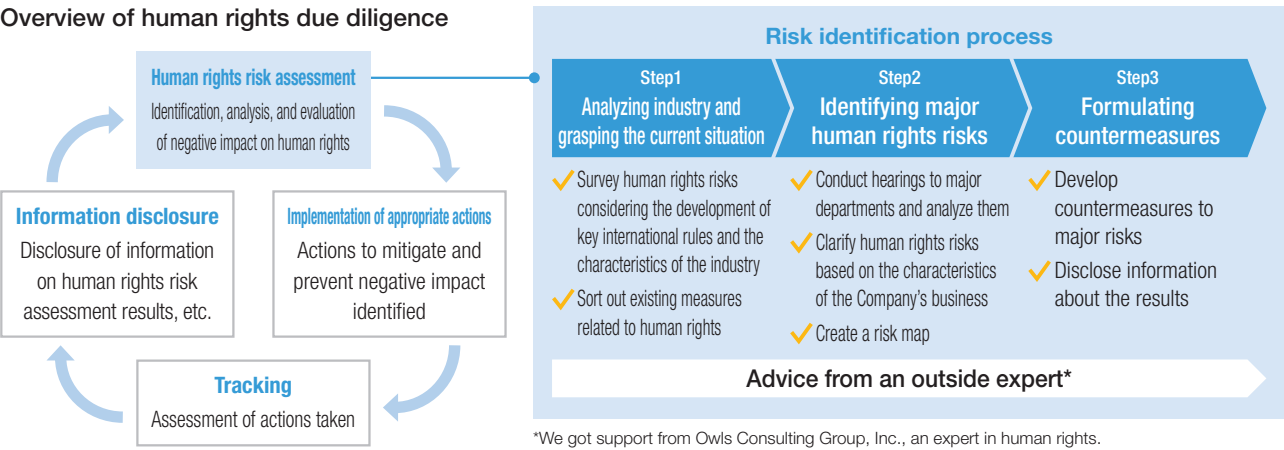 Overview of human rights due diligence
Human rights risk assessment
Identification, analysis, and evaluation
of negative impact on human rights
Implementation of appropriate actions
Actions to mitigate and
prevent negative impact
identified
Tracking
Assessment of actions taken
Information disclosure
Disclosure of information
on human rights risk
assessment results, etc.
Risk identification process
Step1
Analyzing industry and
grasping the current situation
Survey human rights risks
considering the development of
key international rules and the
characteristics of the industry
Sort out existing measures
related to human rights
Step2
Identifying major
human rights risks
Conduct hearings to major
departments and analyze them
Clarify human rights risks
based on the characteristics
of the Company's business
Create a risk map
Step3
Formulating
countermeasures
Develop
countermeasures to
major risks
Disclose information
about the results
Advice from an outside expert*
*We got support from Owls Consulting Group, Inc., an expert in human rights.